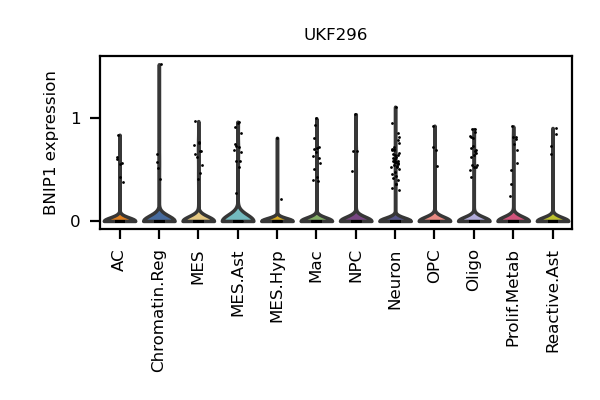 UKF296
BNIP1 expression
1
0
AC
Chromatin.Reg
MES
MES.Ast
MES.Hyp
Mac
NPC
Neuron
OPC
Oligo
Prolif.Metab
Reactive.Ast